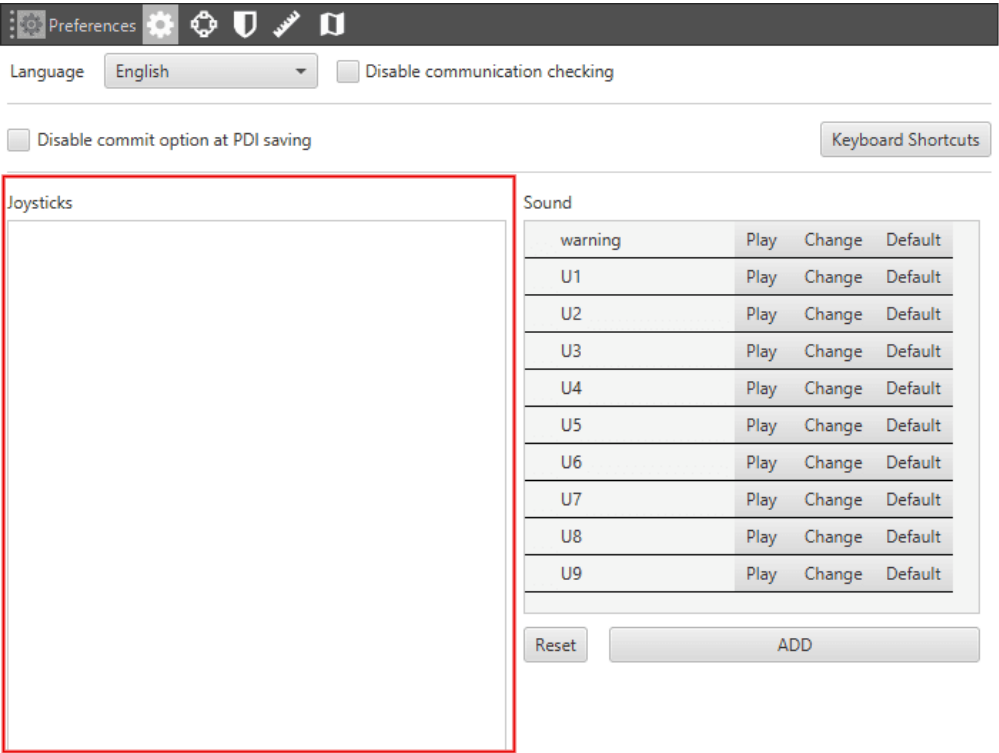 Preferences
Language English Disable communication checking
Disable commit option at PDI saving Keyboard Shortcuts
Joysticks
Sound
warning Play Change Default
U1 Play Change Default
U2 Play Change Default
U3 Play Change Default
U4 Play Change Default
U5 Play Change Default
U6 Play Change Default
U7 Play Change Default
U8 Play Change Default
U9 Play Change Default
Reset ADD